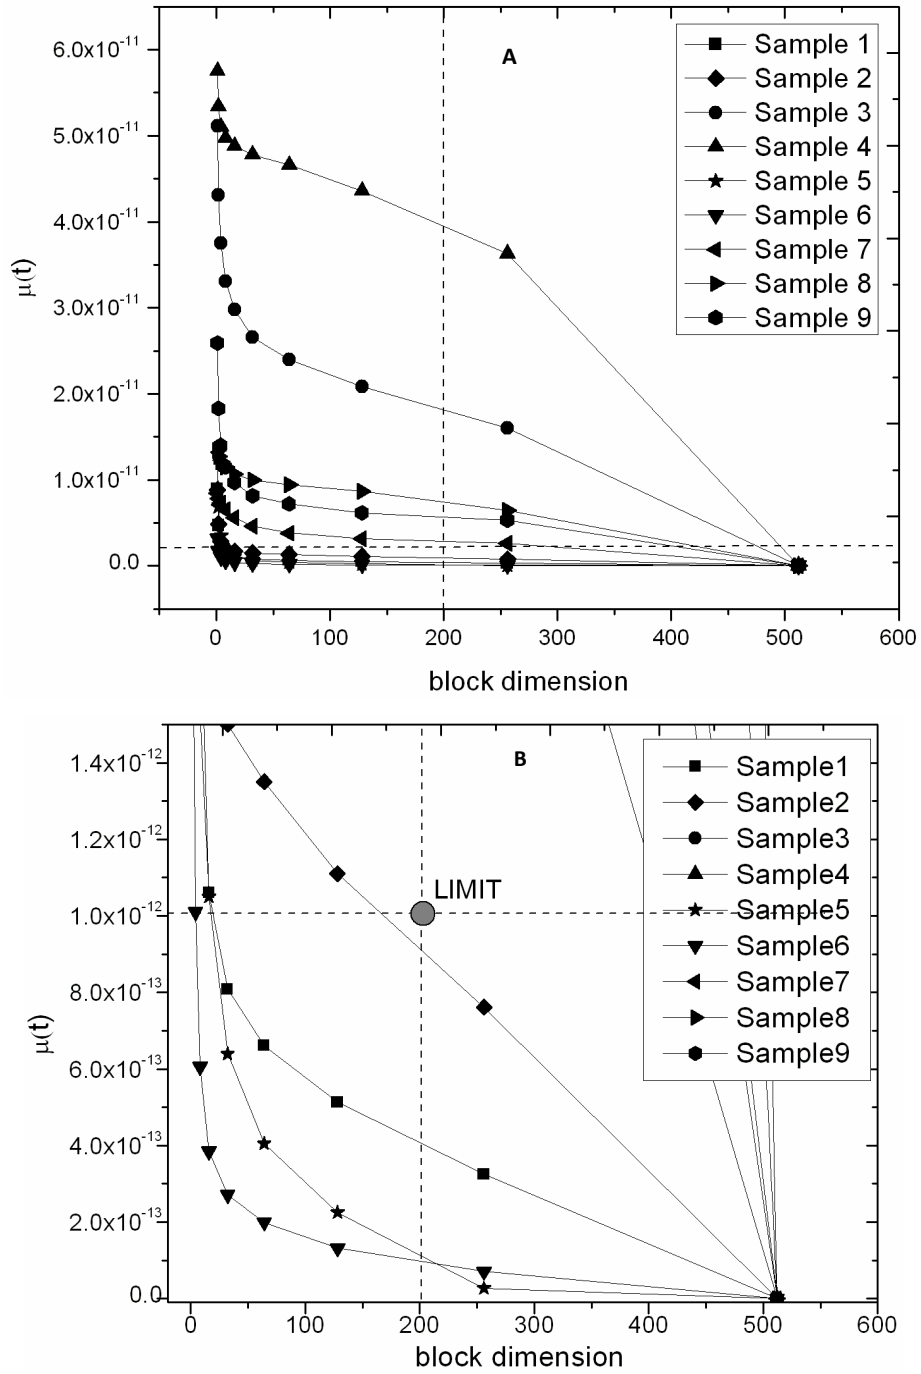 A
6.0x10-11
5.0x10-11
4.0x10-11
3.0x10-11
2.0x10-11
1.0x10-11
0.0
μ(t)
0 100 200 300 400 500 600
block dimension
Sample 1
Sample 2
Sample 3
Sample 4
Sample 5
Sample 6
Sample 7
Sample 8
Sample 9
B
1.4x10-12
1.2x10-12
1.0x10-12
8.0x10-13
6.0x10-13
4.0x10-13
2.0x10-13
0.0
μ(t)
LIMIT
0 100 200 300 400 500 600
block dimension
Sample1
Sample2
Sample3
Sample4
Sample5
Sample6
Sample7
Sample8
Sample9